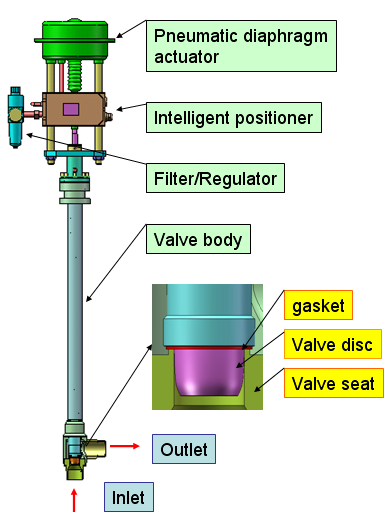 Pneumatic diaphragm
actuator
Intelligent positioner
Filter/Regulator
Valve body
gasket
Valve disc
Valve seat
Outlet
Inlet